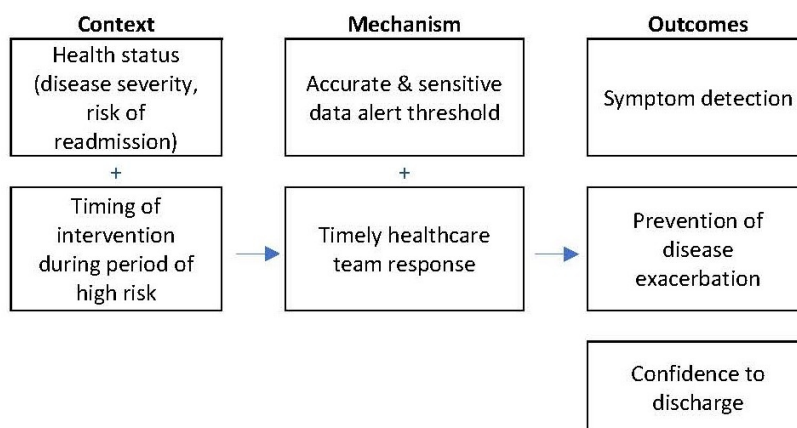 Context
Health status
(disease severity,
risk of
readmission)
+
Timing of
intervention
during period of
high risk
Mechanism
Accurate & sensitive
data alert threshold
+
Timely healthcare
team response
Outcomes
Symptom detection
Prevention of
disease
exacerbation
Confidence to
discharge